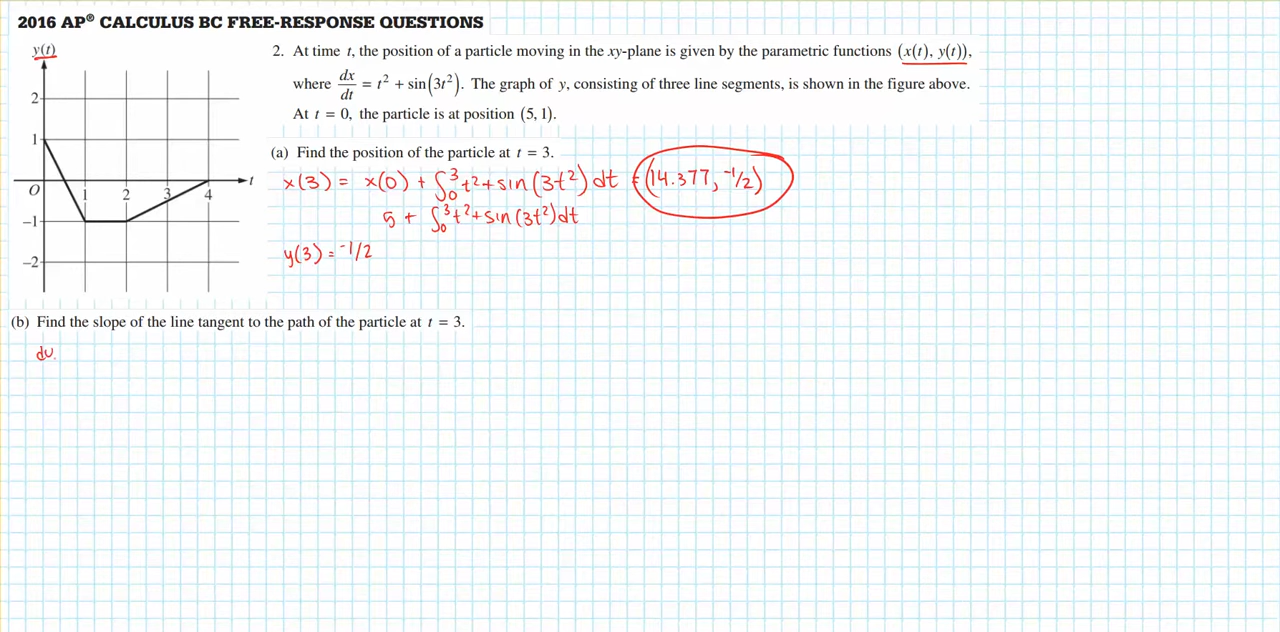 2016 AP® CALCULUS BC FREE-RESPONSE QUESTIONS
y(t)
2
1
O
1
2
3
4
t
−1
−2
2. At time t, the position of a particle moving in the xy-plane is given by the parametric functions (x(t), y(t)),
where dx/dt = t² + sin(3t²). The graph of y, consisting of three line segments, is shown in the figure above.
At t = 0, the particle is at position (5, 1).
(a) Find the position of the particle at t = 3.
x(3) = x(0) + ∫₀³ t² + sin(3t²) dt = (14.377, -1/2)
5 + ∫₀³ t² + sin(3t²) dt
y(3) = -1/2
(b) Find the slope of the line tangent to the path of the particle at t = 3.